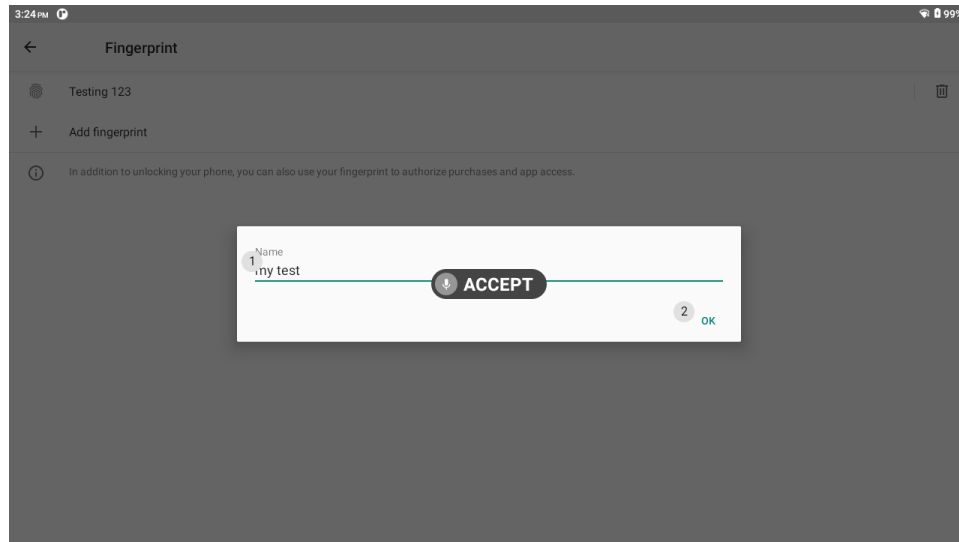 3:24 PM
99%
Fingerprint
Testing 123
Add fingerprint
In addition to unlocking your phone, you can also use your fingerprint to authorize purchases and app access.
Name
1
my test
ACCEPT
2
OK